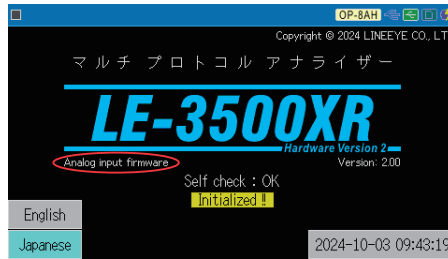 OP-8AH
Copyright © 2024 LINEEYE CO., LT
マルチ プロトコル アナライザー
LE-3500XR
Hardware Version 2
Analog input firmware
Version: 2.00
Self check : OK
Initialized !!
English
Japanese
2024-10-03 09:43:19